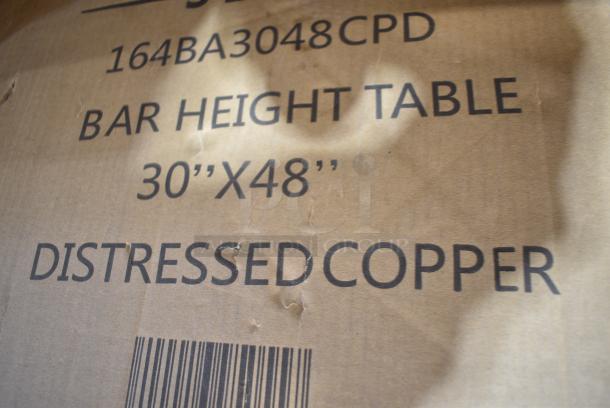 164BA3048CPD
BAR HEIGHT TABLE
30”X48”
DISTRESSED COPPER